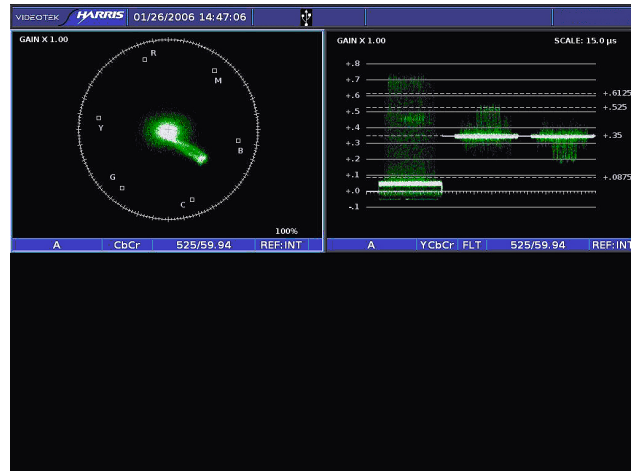 VIDEOTEK HARRIS 01/26/2006 14:47:06
GAIN X 1.00
R
M
Y
B
G
C
100%
A CbCr 525/59.94 REF:INT
GAIN X 1.00 SCALE: 15.0 µs
+.8
+.7
+.6
+.5
+.4
+.3
+.2
+.1
+.0
-.1
+.6125
+.525
+.35
+.0875
A YCbCr FLT 525/59.94 REF:INT